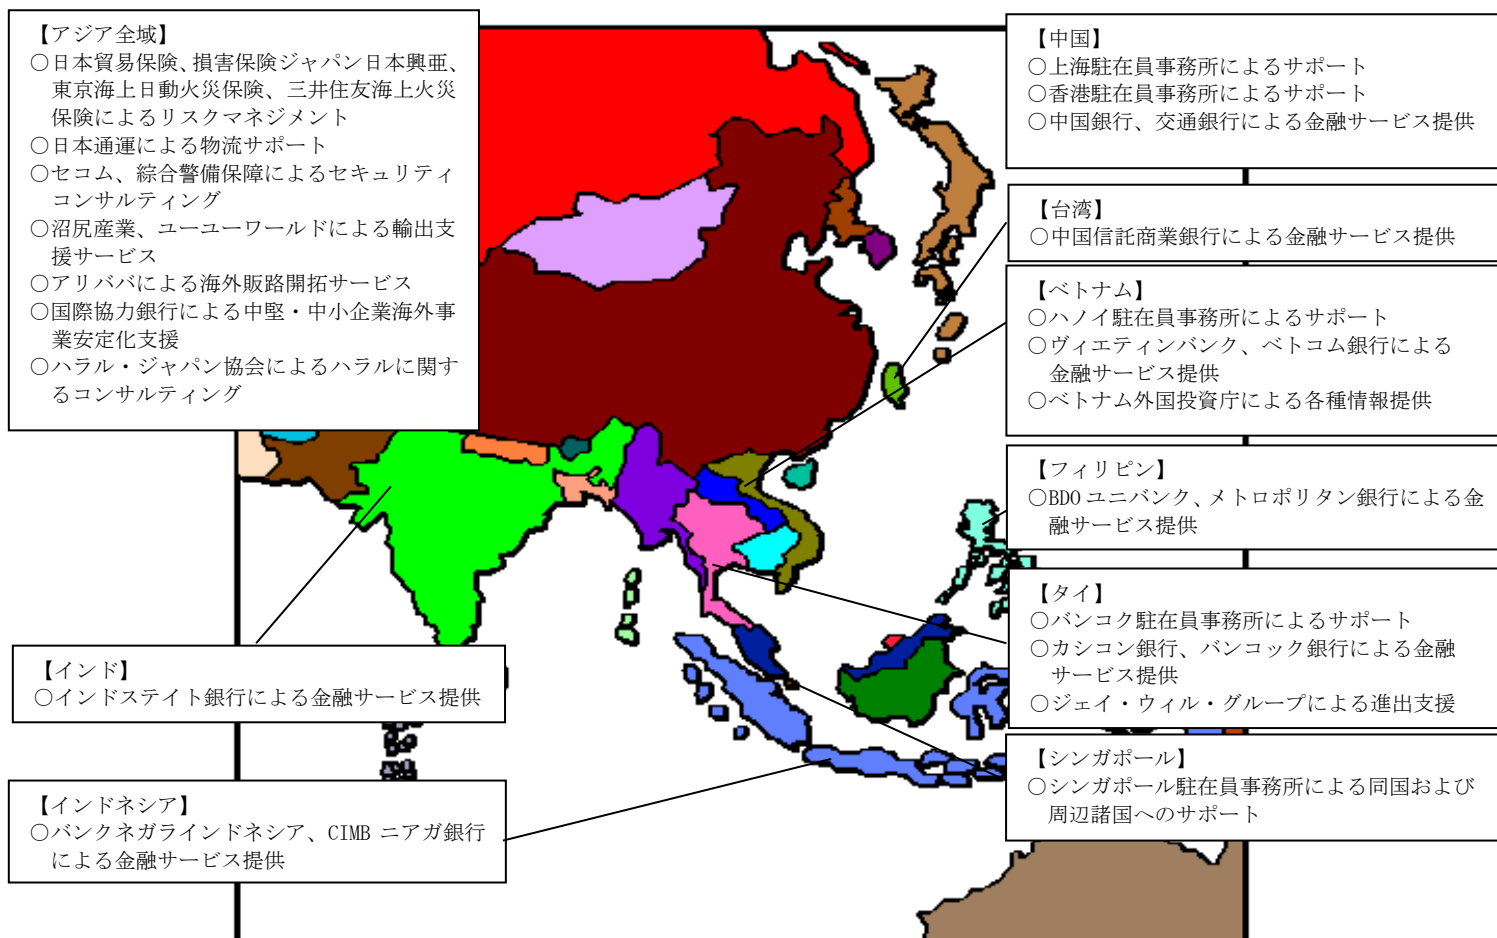 【アジア全域】
○日本貿易保険、損害保険ジャパン日本興亜、
東京海上日動火災保険、三井住友海上火災
保険によるリスクマネジメント
○日本通運による物流サポート
○セコム、綜合警備保障によるセキュリティ
コンサルティング
○沼尻産業、ユーユーワールドによる輸出支
援サービス
○アリババによる海外販路開拓サービス
○国際協力銀行による中堅・中小企業海外事
業安定化支援
○ハラル・ジャパン協会によるハラルに関す
るコンサルティング
【インド】
○インドステイト銀行による金融サービス提供
【インドネシア】
○バンクネガラインドネシア、CIMB ニアガ銀行
による金融サービス提供
【中国】
○上海駐在員事務所によるサポート
○香港駐在員事務所によるサポート
○中国銀行、交通銀行による金融サービス提供
【台湾】
○中国信託商業銀行による金融サービス提供
【ベトナム】
○ハノイ駐在員事務所によるサポート
○ヴィエティンバンク、ベトコム銀行による
金融サービス提供
○ベトナム外国投資庁による各種情報提供
【フィリピン】
○BDO ユニバンク、メトロポリタン銀行による金
融サービス提供
【タイ】
○バンコク駐在員事務所によるサポート
○カシコン銀行、バンコック銀行による金融
サービス提供
○ジェイ・ウィル・グループによる進出支援
【シンガポール】
○シンガポール駐在員事務所による同国および
周辺諸国へのサポート